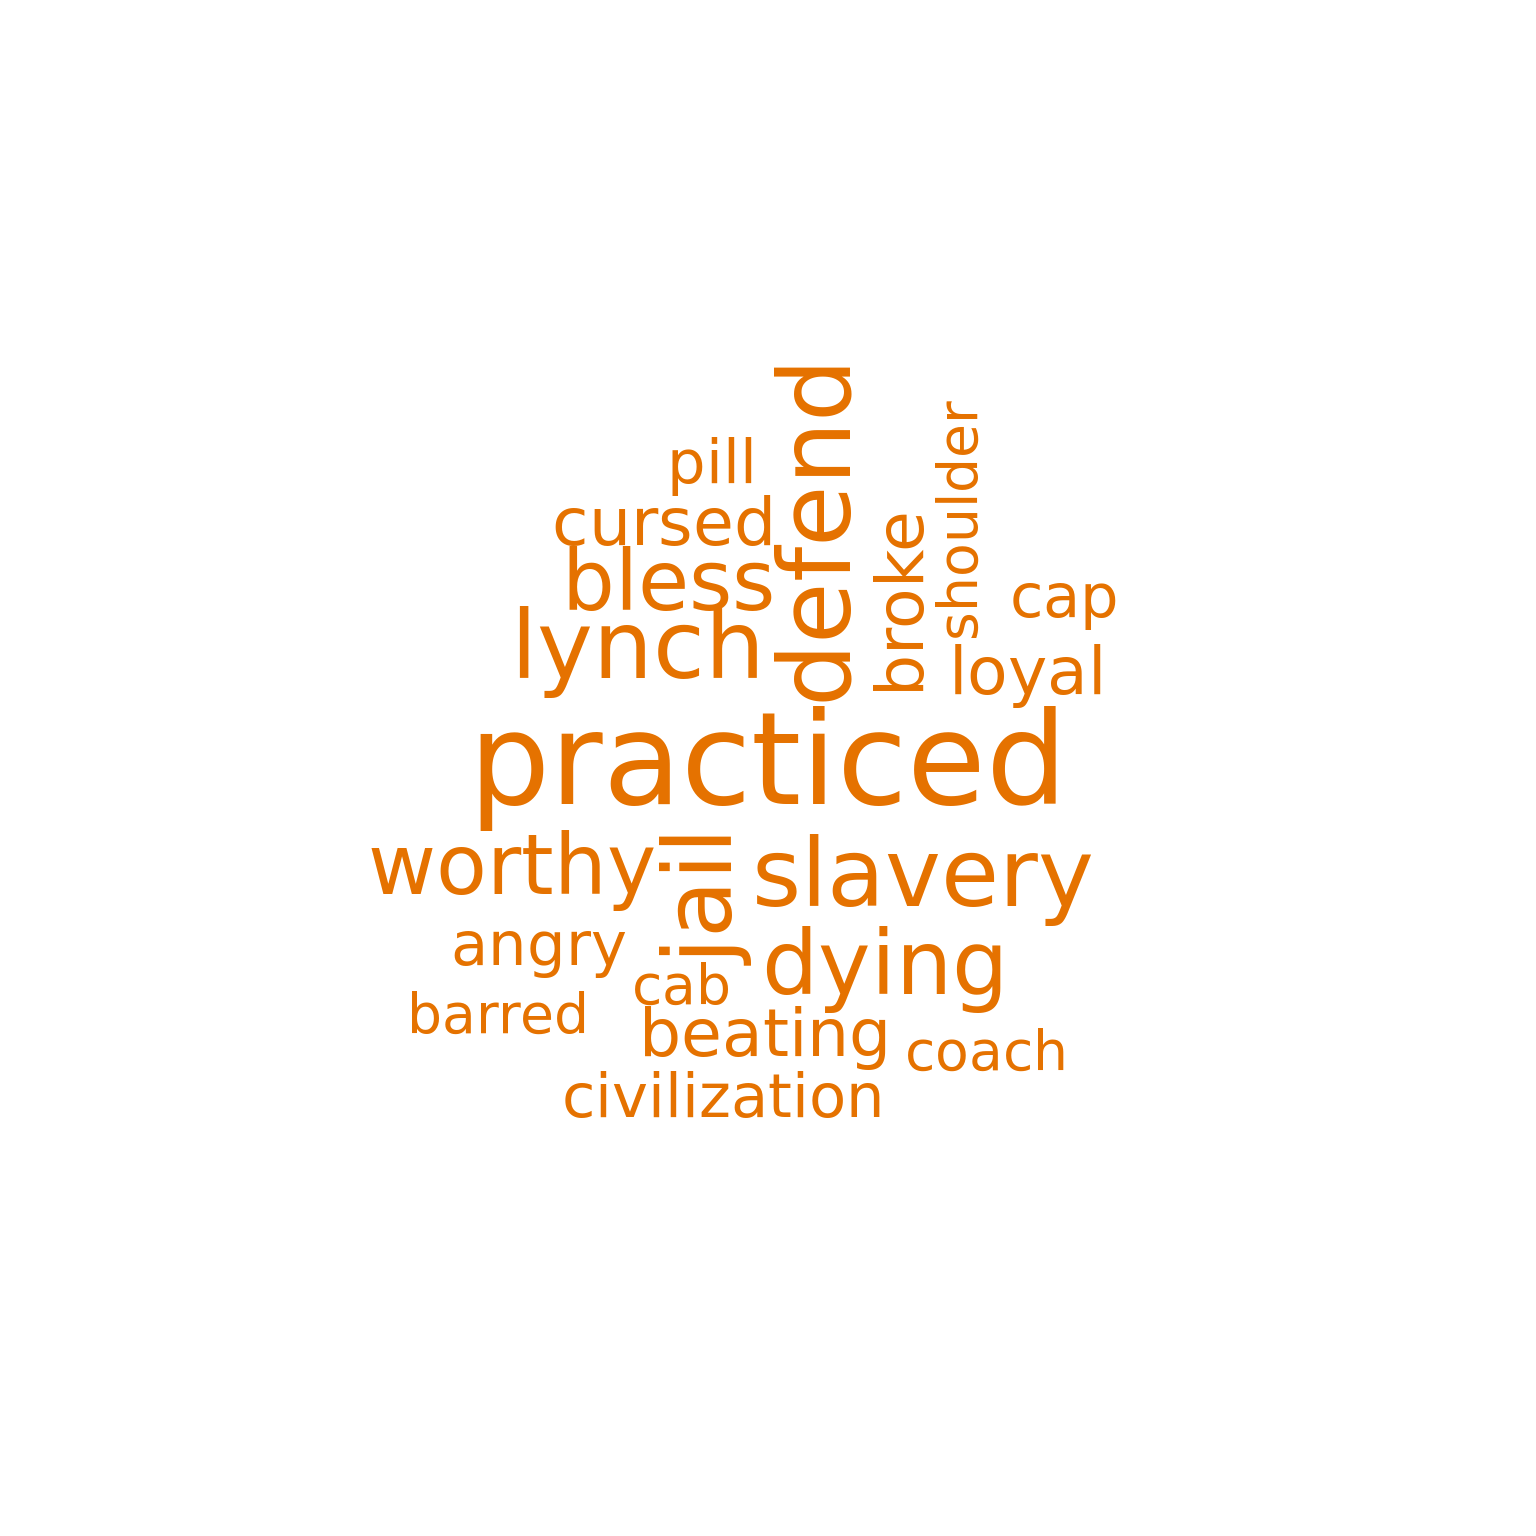 defend
shoulder
pill
cursed
broke
bless
cap
lynch
loyal
practiced
worthy
jail
slavery
angry
dying
cab
barred
beating
coach
civilization